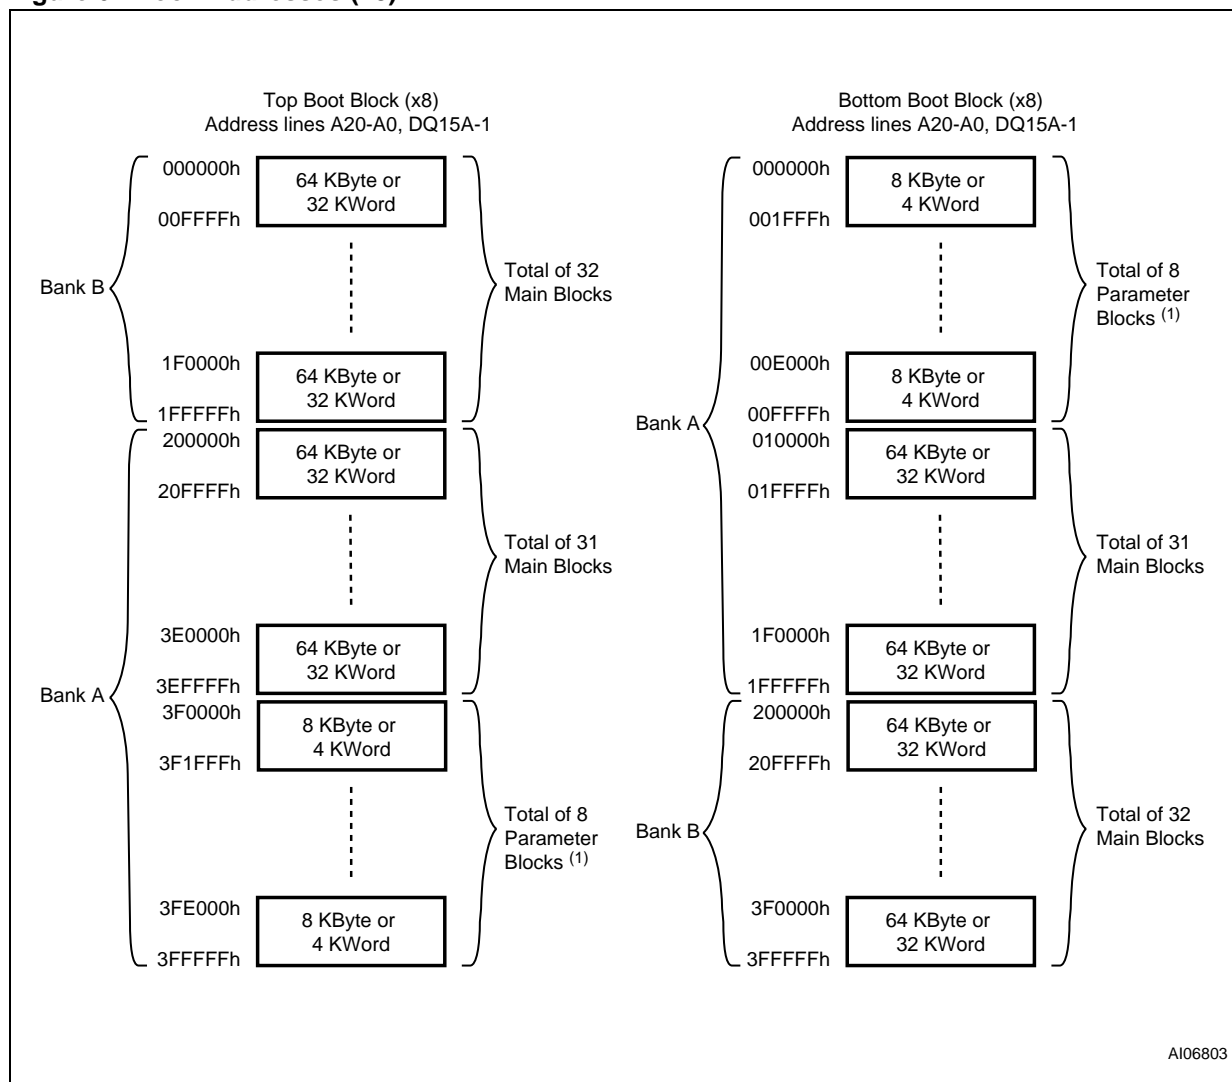 Top Boot Block (x8)
Address lines A20-A0, DQ15A-1
000000h
64 KByte or
32 KWord
00FFFFh
Bank B
Total of 32
Main Blocks
1F0000h
64 KByte or
32 KWord
1FFFFFh
200000h
64 KByte or
32 KWord
20FFFFh
Total of 31
Main Blocks
3E0000h
64 KByte or
32 KWord
3EFFFFh
Bank A
3F0000h
8 KByte or
4 KWord
3F1FFFh
Total of 8
Parameter
Blocks (1)
3FE000h
8 KByte or
4 KWord
3FFFFFh
Bottom Boot Block (x8)
Address lines A20-A0, DQ15A-1
000000h
8 KByte or
4 KWord
001FFFh
Total of 8
Parameter
Blocks (1)
00E000h
8 KByte or
4 KWord
00FFFFh
Bank A
010000h
64 KByte or
32 KWord
01FFFFh
Total of 31
Main Blocks
1F0000h
64 KByte or
32 KWord
1FFFFFh
200000h
64 KByte or
32 KWord
20FFFFh
Bank B
Total of 32
Main Blocks
3F0000h
64 KByte or
32 KWord
3FFFFFh
AI06803